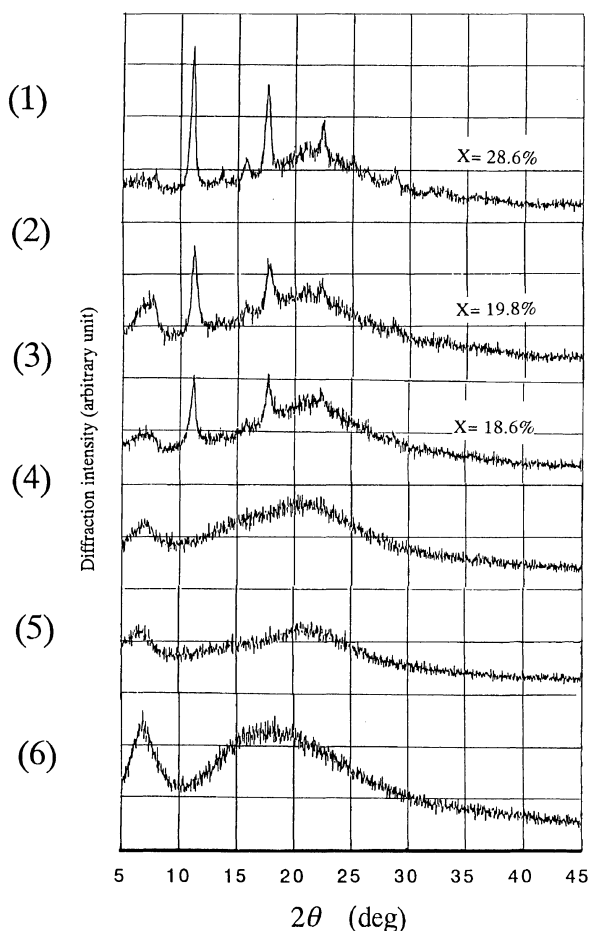 (1)
X= 28.6%
(2)
X= 19.8%
(3)
X= 18.6%
(4)
(5)
(6)
Diffraction intensity (arbitrary unit)
5 10 15 20 25 30 35 40 45
2θ (deg)